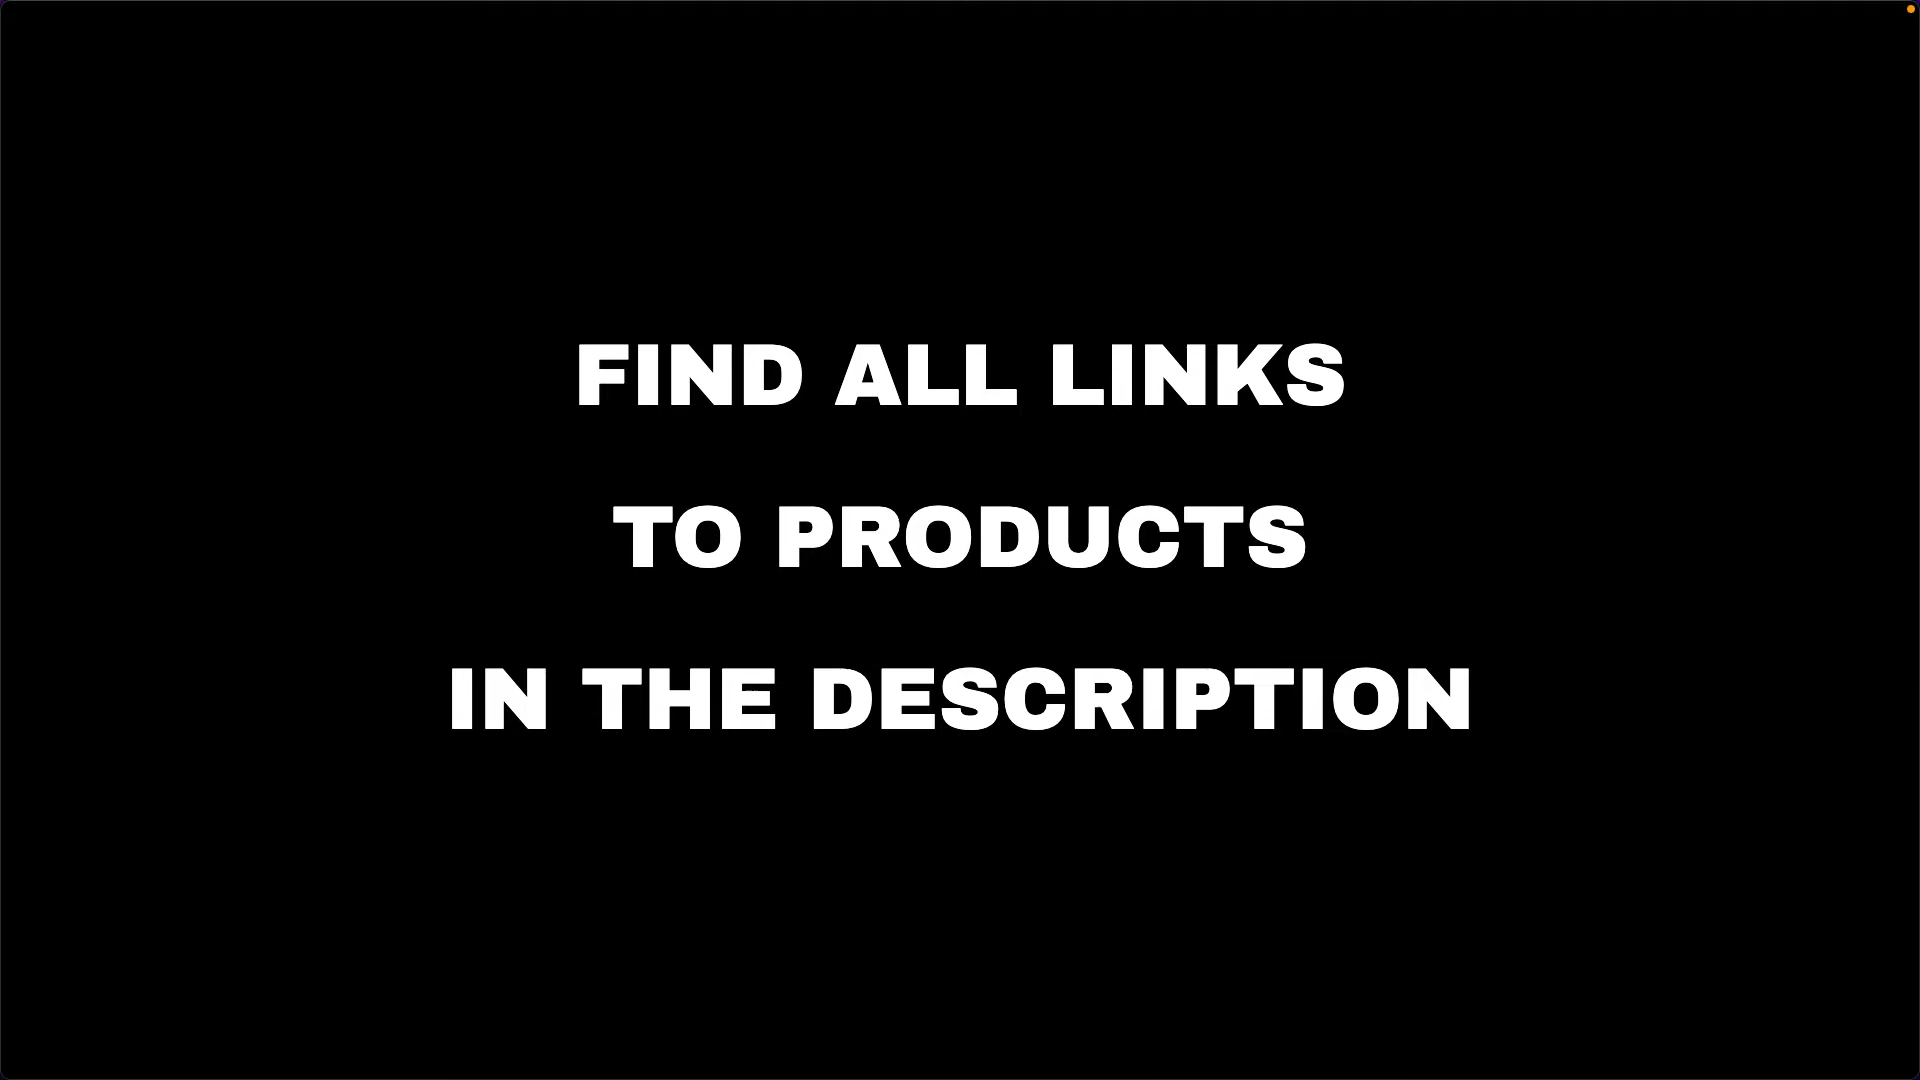 FIND ALL LINKS
TO PRODUCTS
IN THE DESCRIPTION